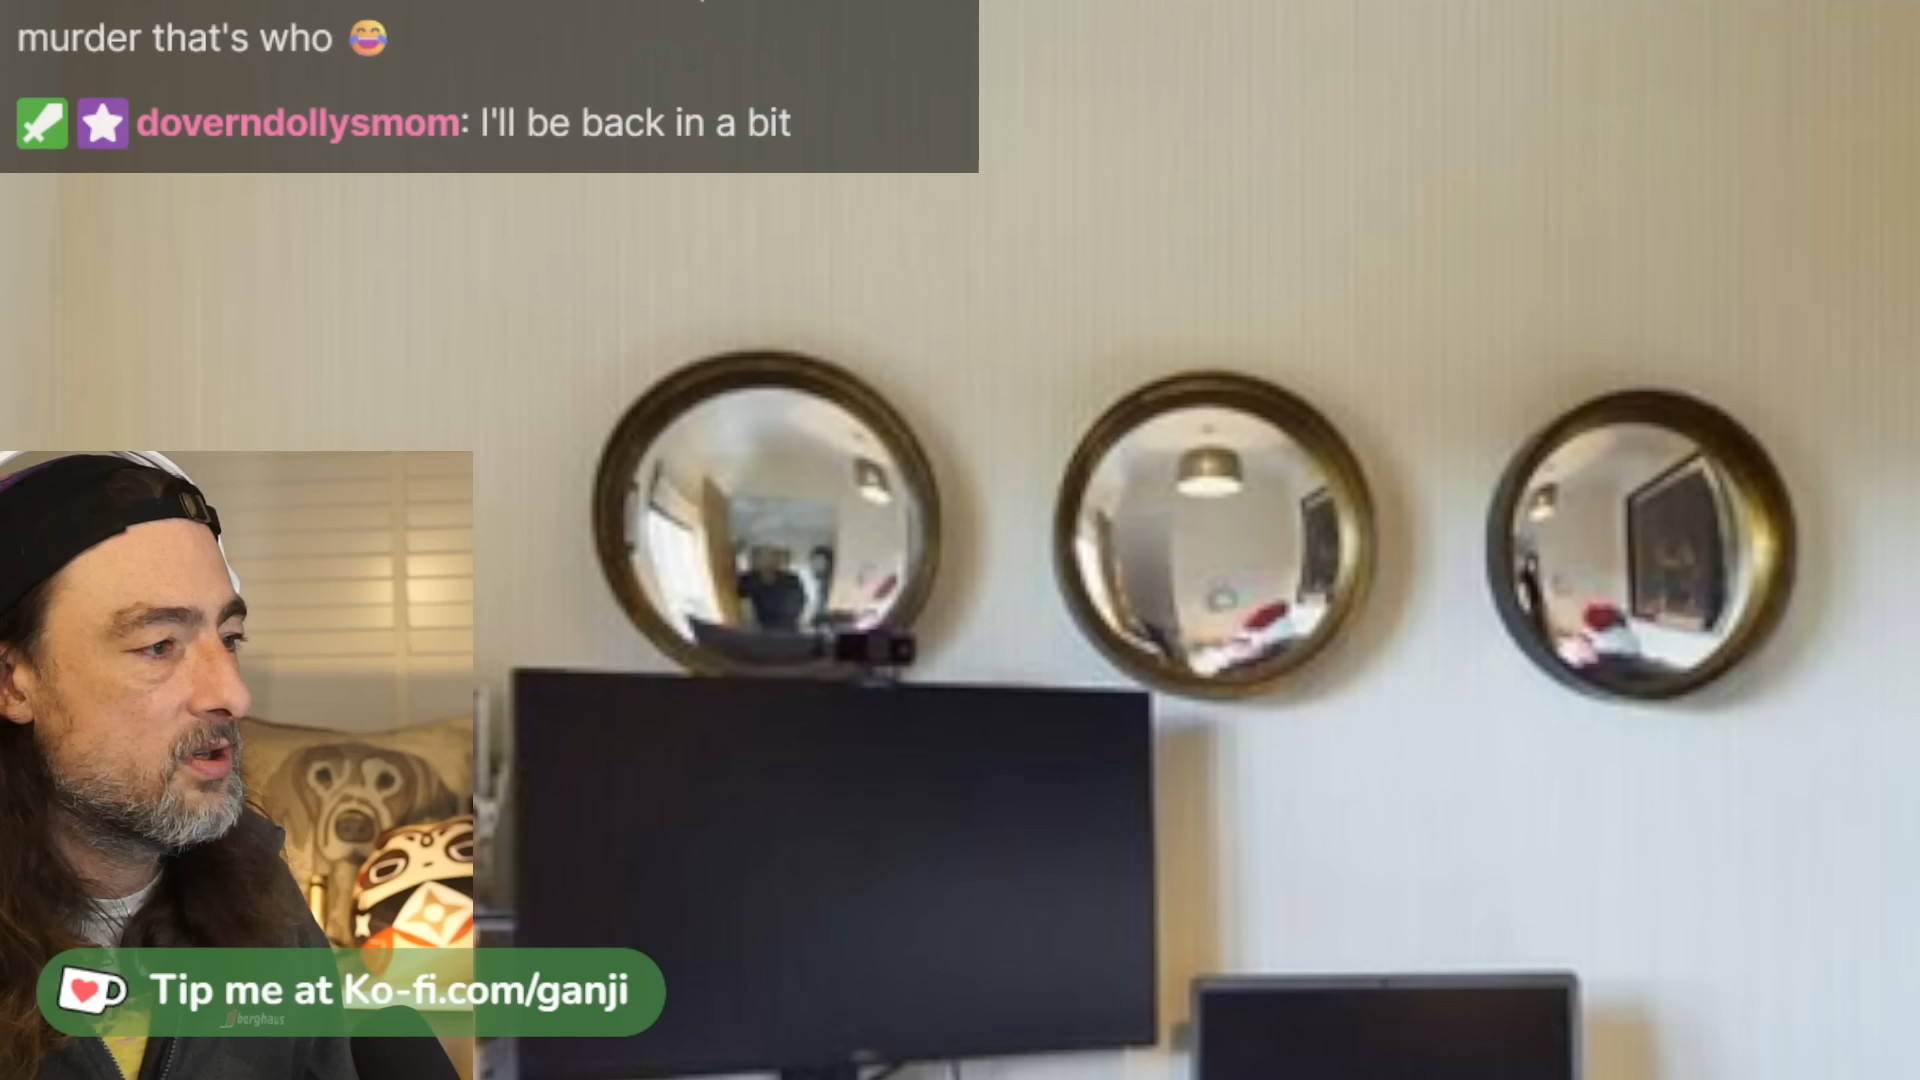 murder that's who 😂
doverndollysmom: I'll be back in a bit
Tip me at Ko-fi.com/ganji
berghaus